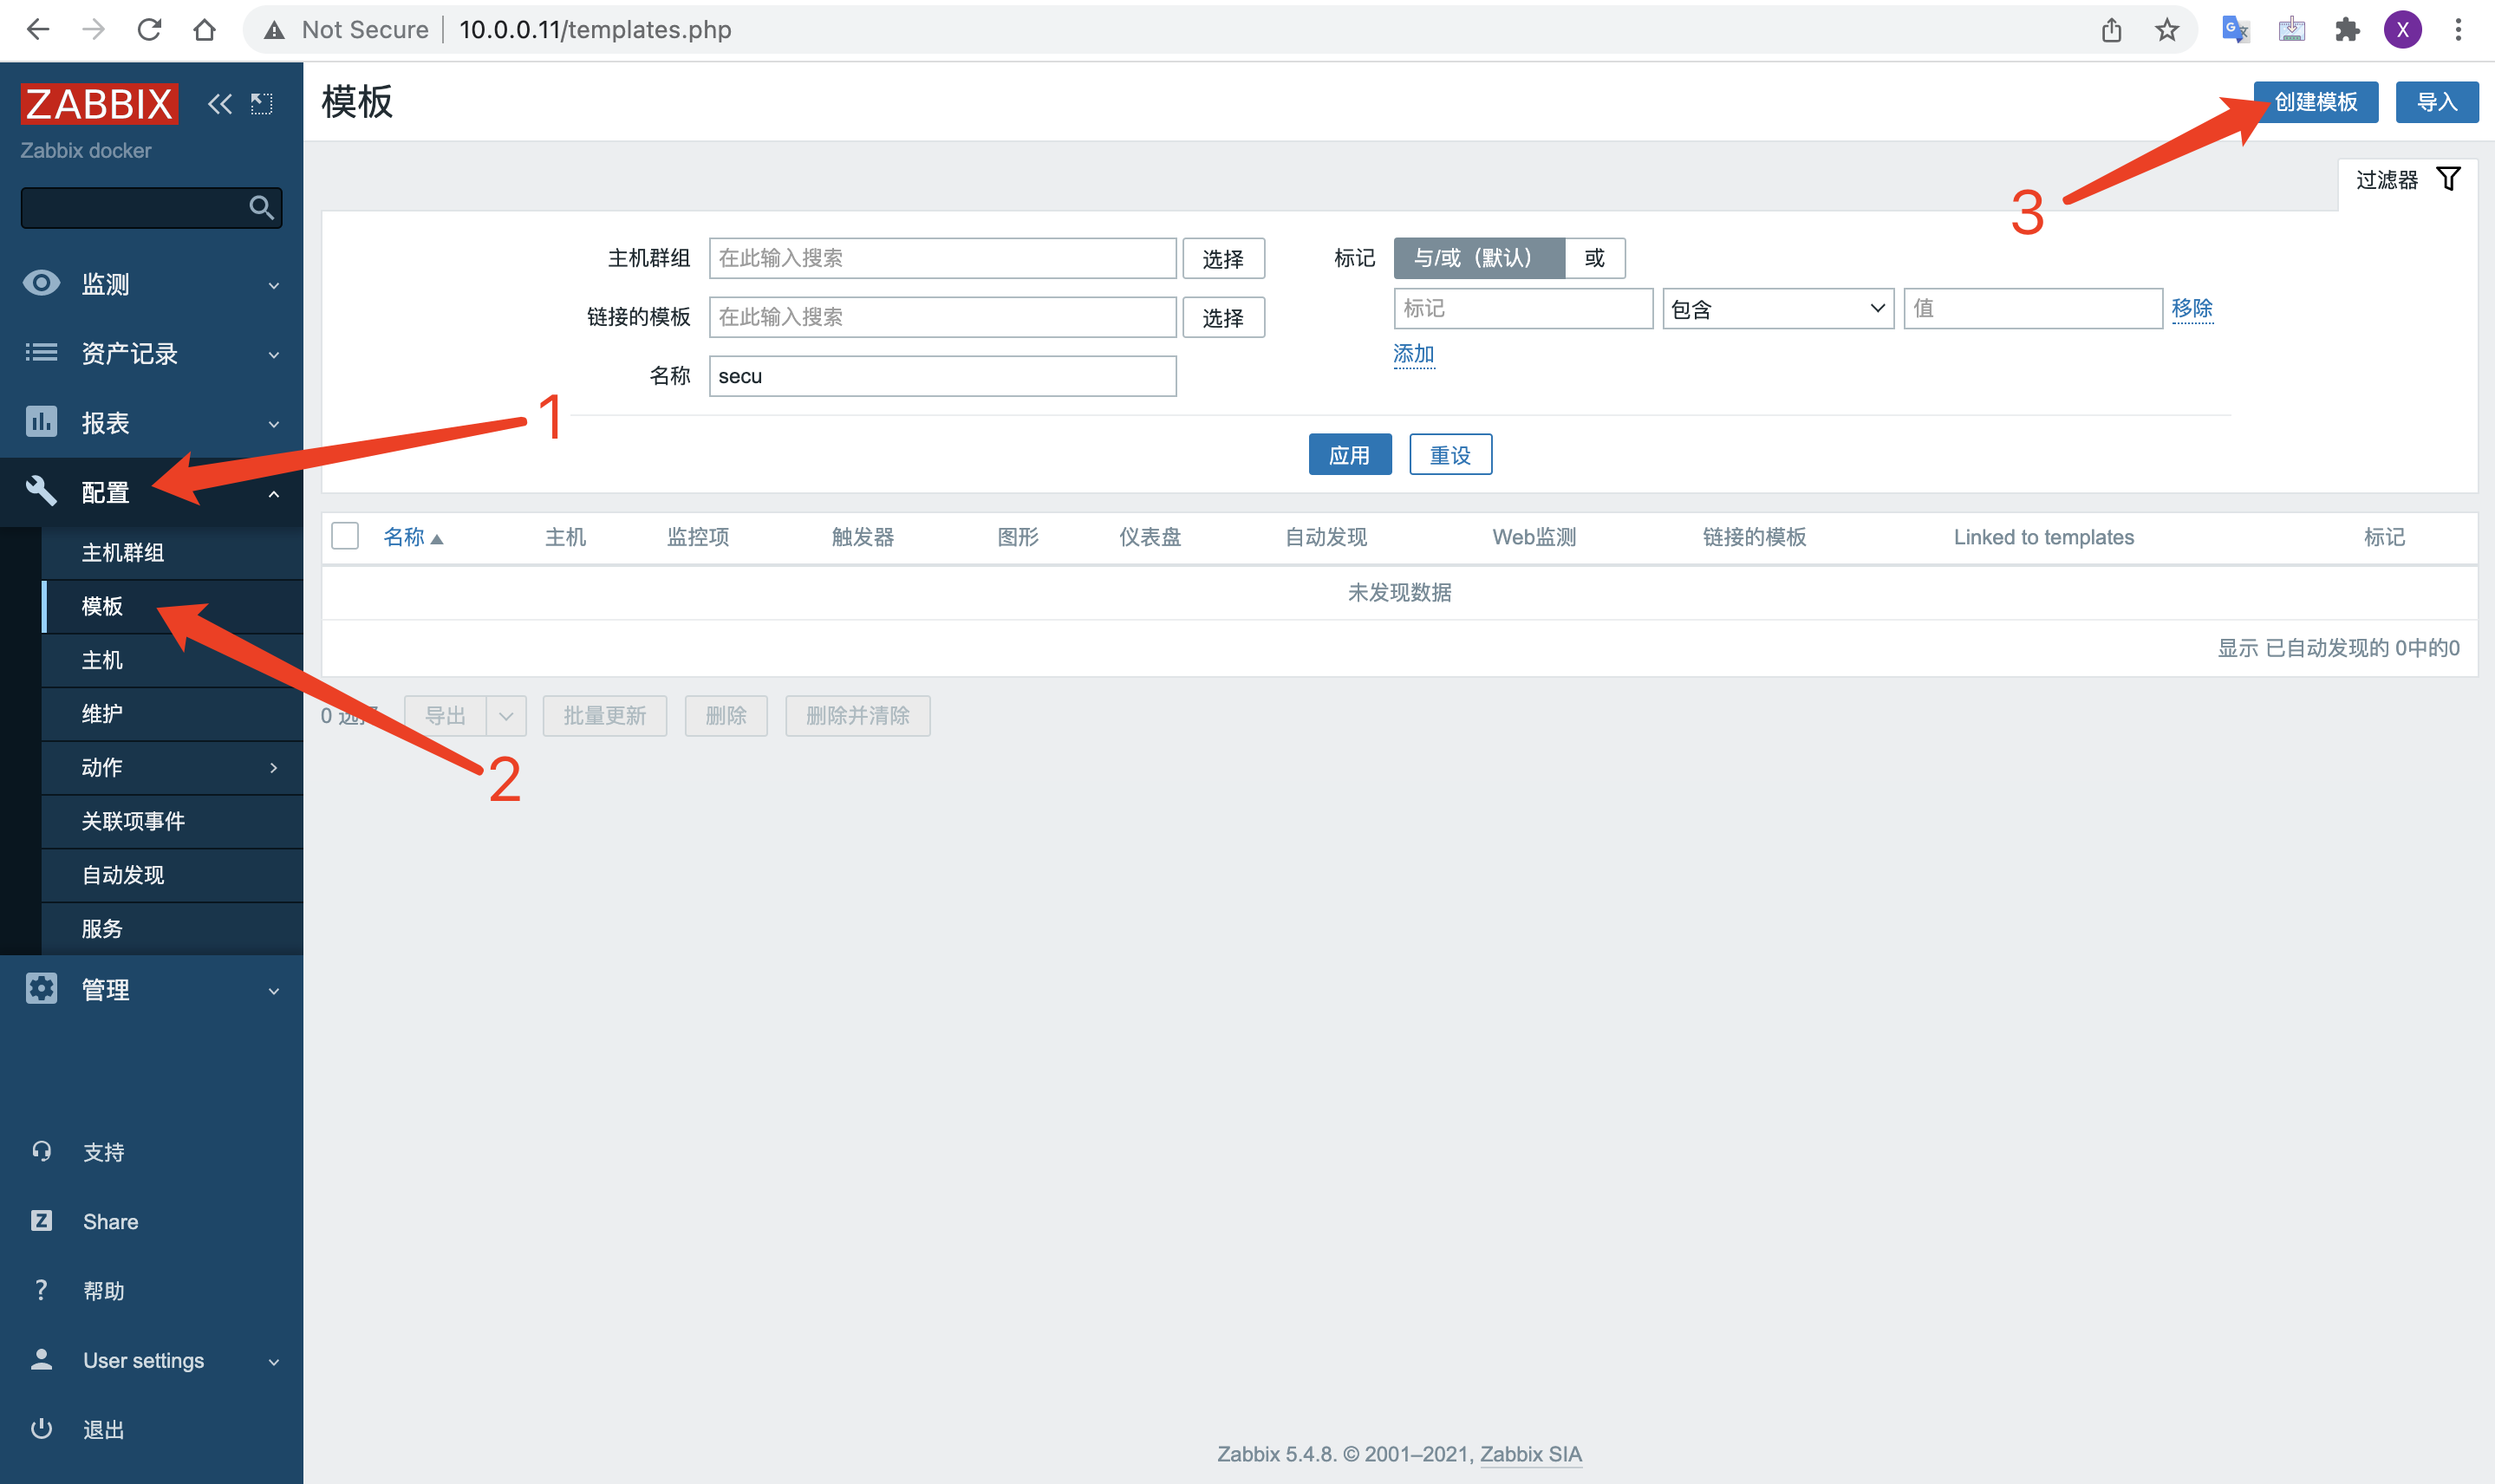 Not Secure 10.0.0.11/templates.php
X
ZABBIX
Zabbix docker
监测
资产记录
报表
配置
主机群组
模板
主机
维护
动作
关联项事件
自动发现
服务
管理
支持
Share
帮助
User settings
退出
模板
创建模板 导入
过滤器
主机群组 在此输入搜索 选择
链接的模板 在此输入搜索 选择
名称 secu
标记 与/或（默认） 或
标记 包含 值 移除
添加
应用 重设
名称 主机 监控项 触发器 图形 仪表盘 自动发现 Web监测 链接的模板 Linked to templates 标记
未发现数据
显示 已自动发现的 0中的0
0 选择 导出 批量更新 删除 删除并清除
1
2
3
Zabbix 5.4.8. © 2001–2021, Zabbix SIA